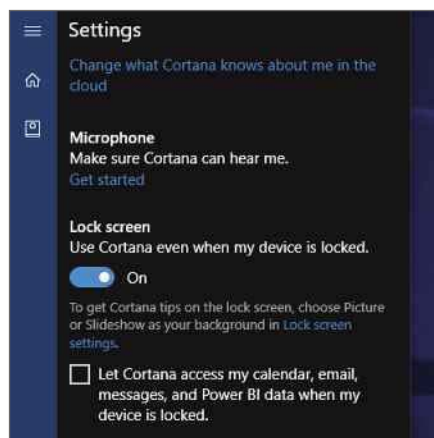 Settings
Change what Cortana knows about me in the
cloud
Microphone
Make sure Cortana can hear me.
Get started
Lock screen
Use Cortana even when my device is locked.
On
To get Cortana tips on the lock screen, choose Picture
or Slideshow as your background in Lock screen
settings.
Let Cortana access my calendar, email,
messages, and Power BI data when my
device is locked.